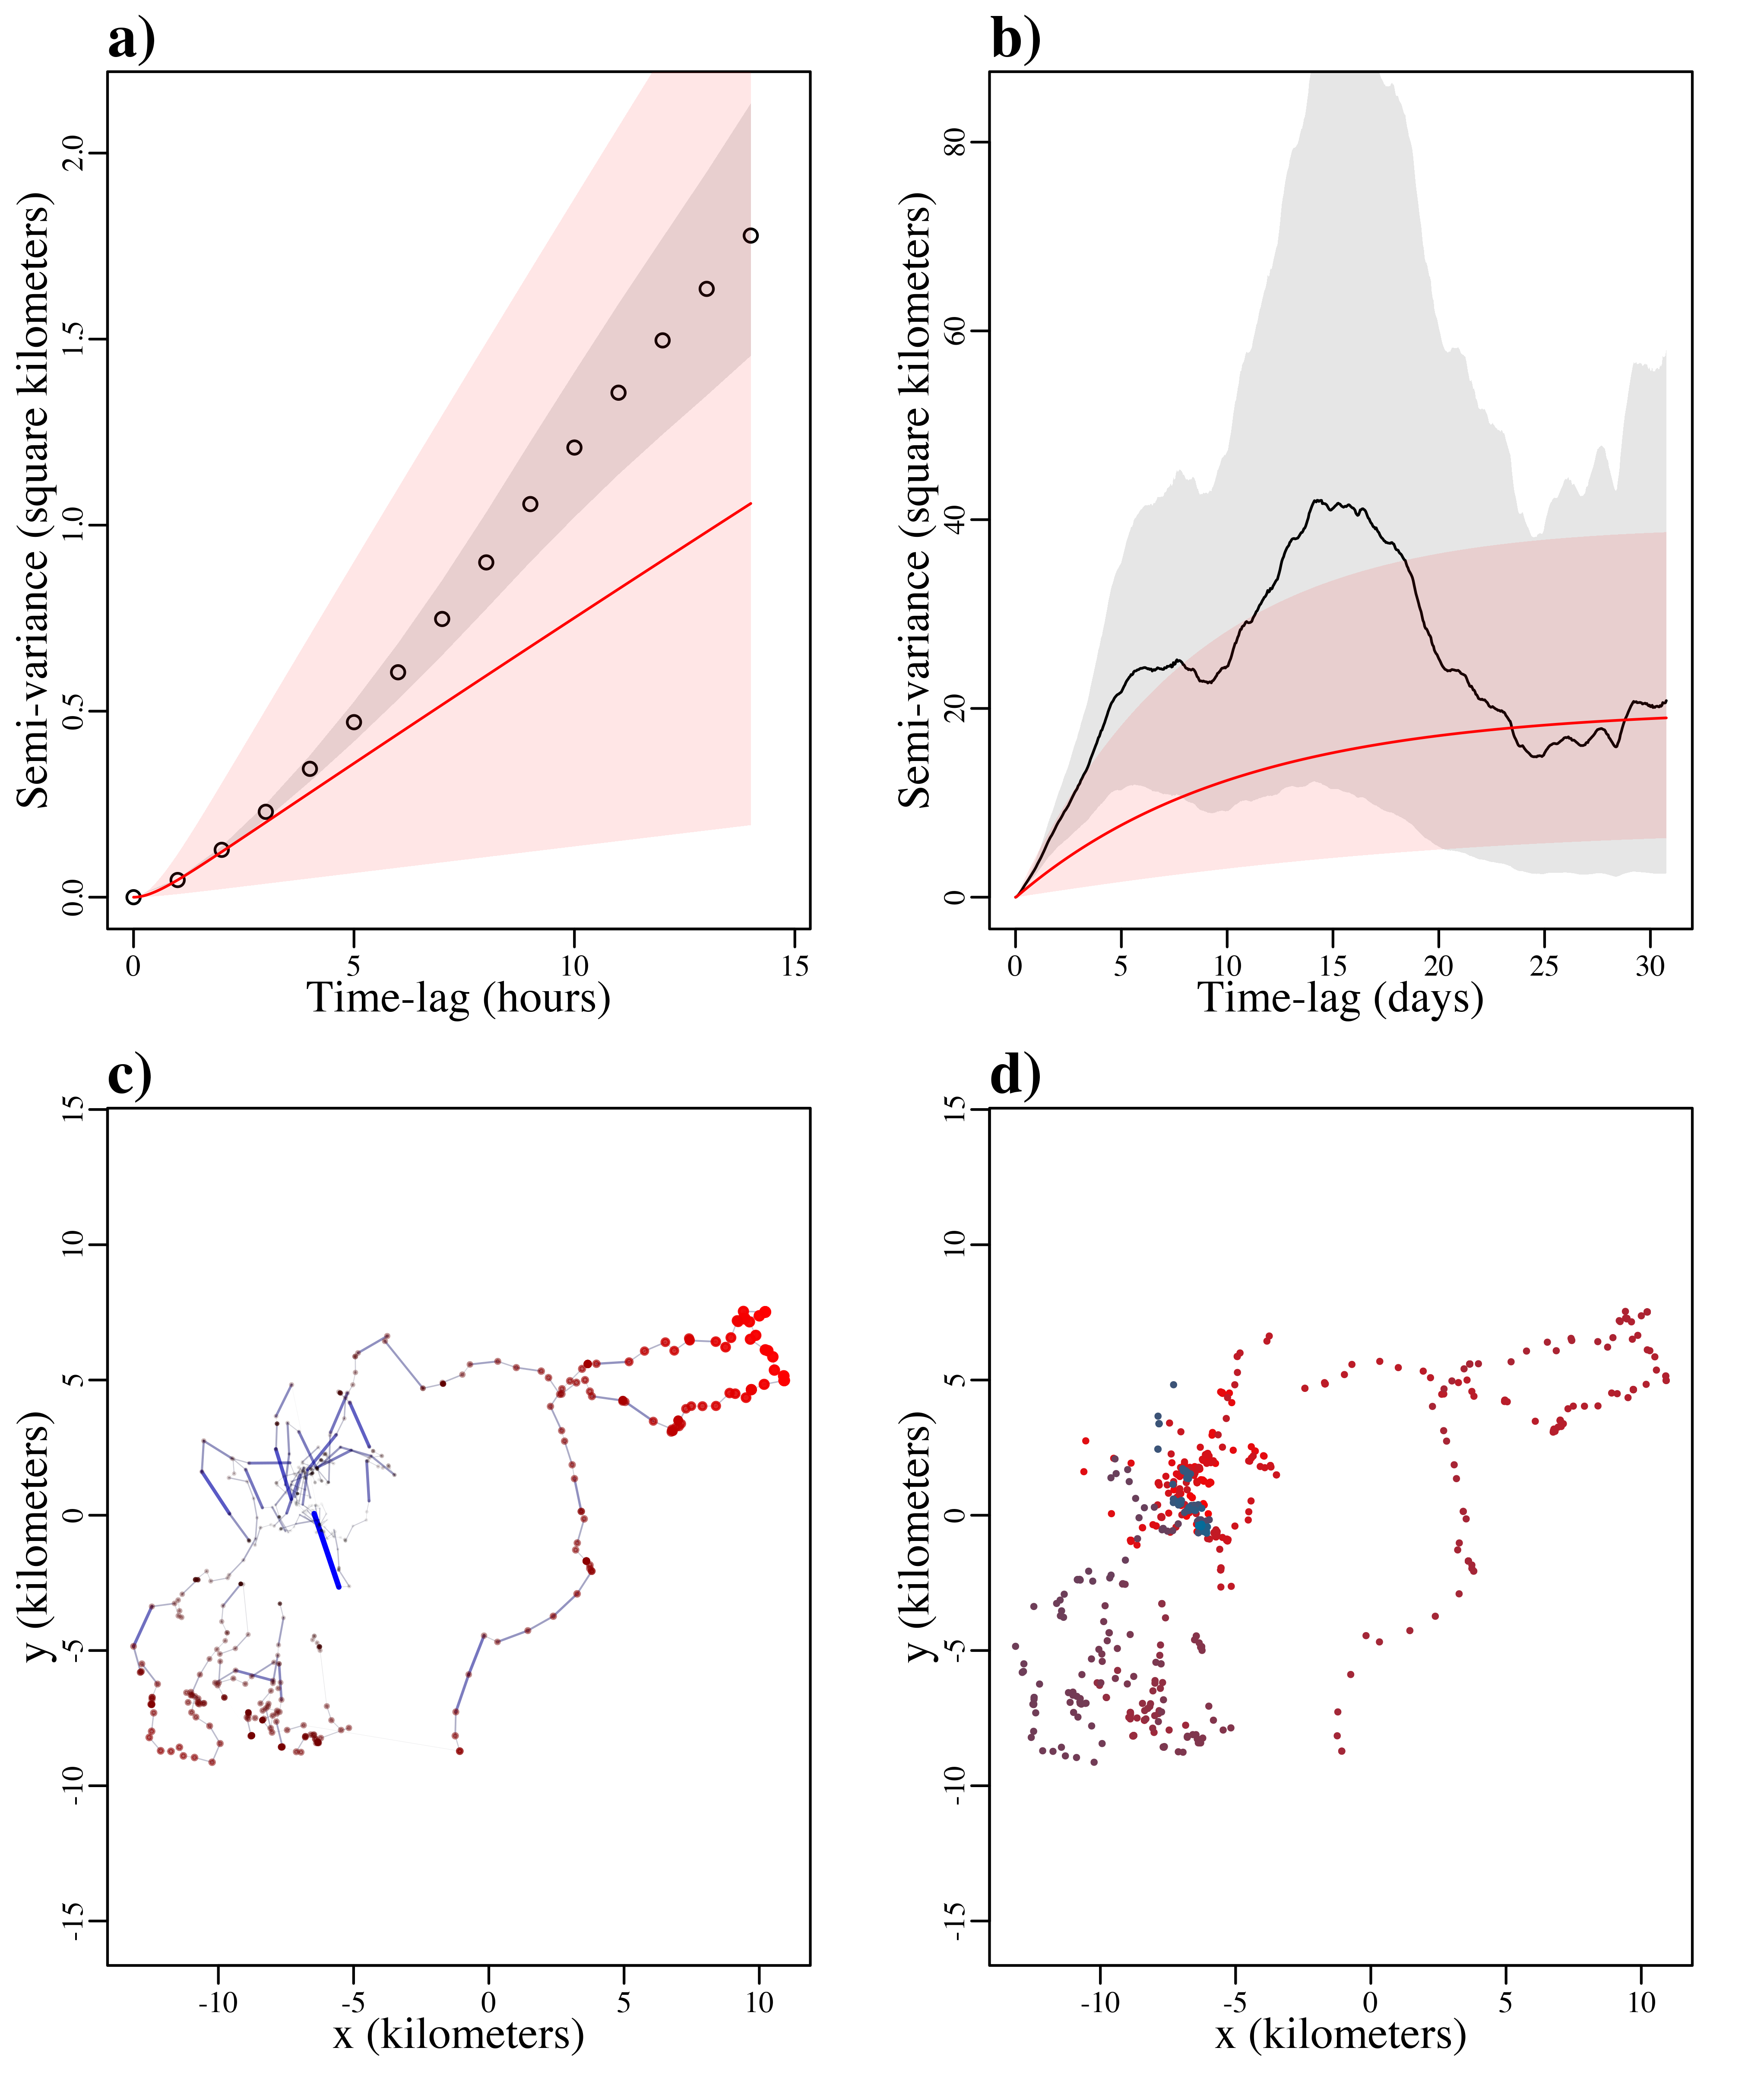 a)
Semi-variance (square kilometers)
2.0
1.5
1.0
0.5
0.0
0 5 10 15
Time-lag (hours)
b)
Semi-variance (square kilometers)
80
60
40
20
0
0 5 10 15 20 25 30
Time-lag (days)
c)
y (kilometers)
15
10
5
0
-5
-10
-15
-10 -5 0 5 10
x (kilometers)
d)
y (kilometers)
15
10
5
0
-5
-10
-15
-10 -5 0 5 10
x (kilometers)